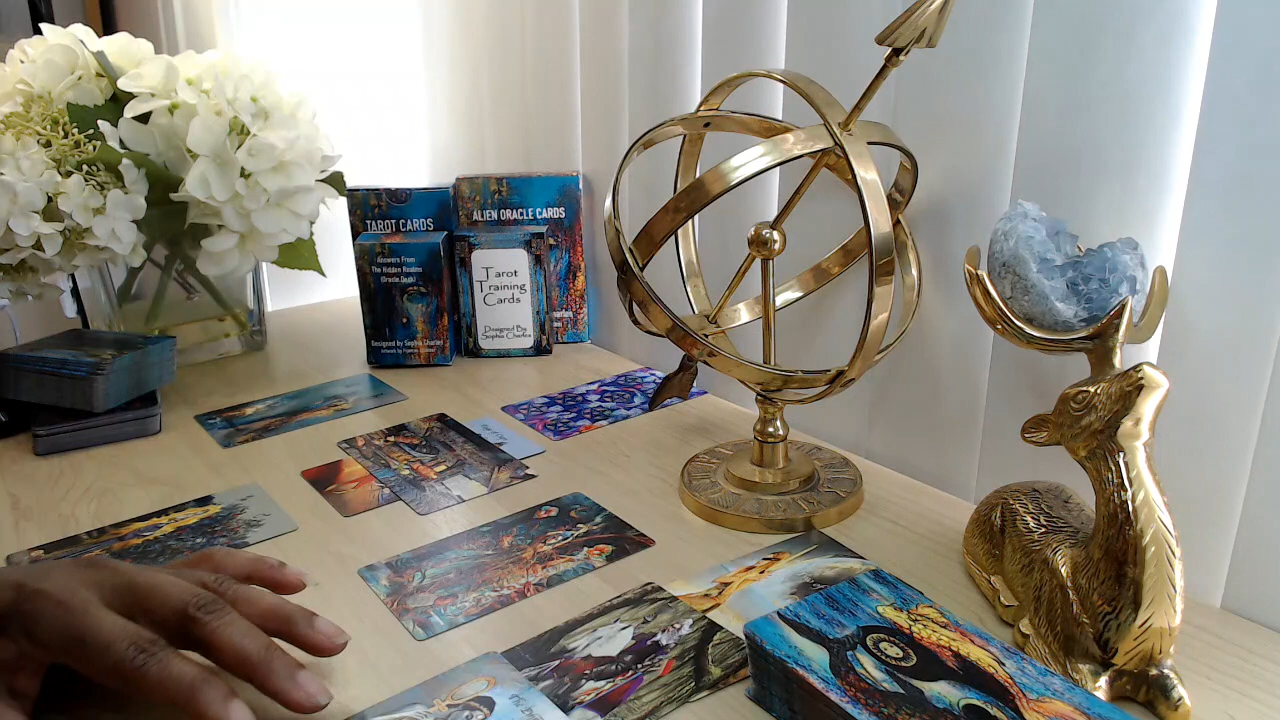 TAROT CARDS
ALIEN ORACLE CARDS
Answers From
The Hidden Realms
(Oracle Deck)
Designed by Sophia Charles
Tarot
Training
Cards
Designed By
Sophia Charles